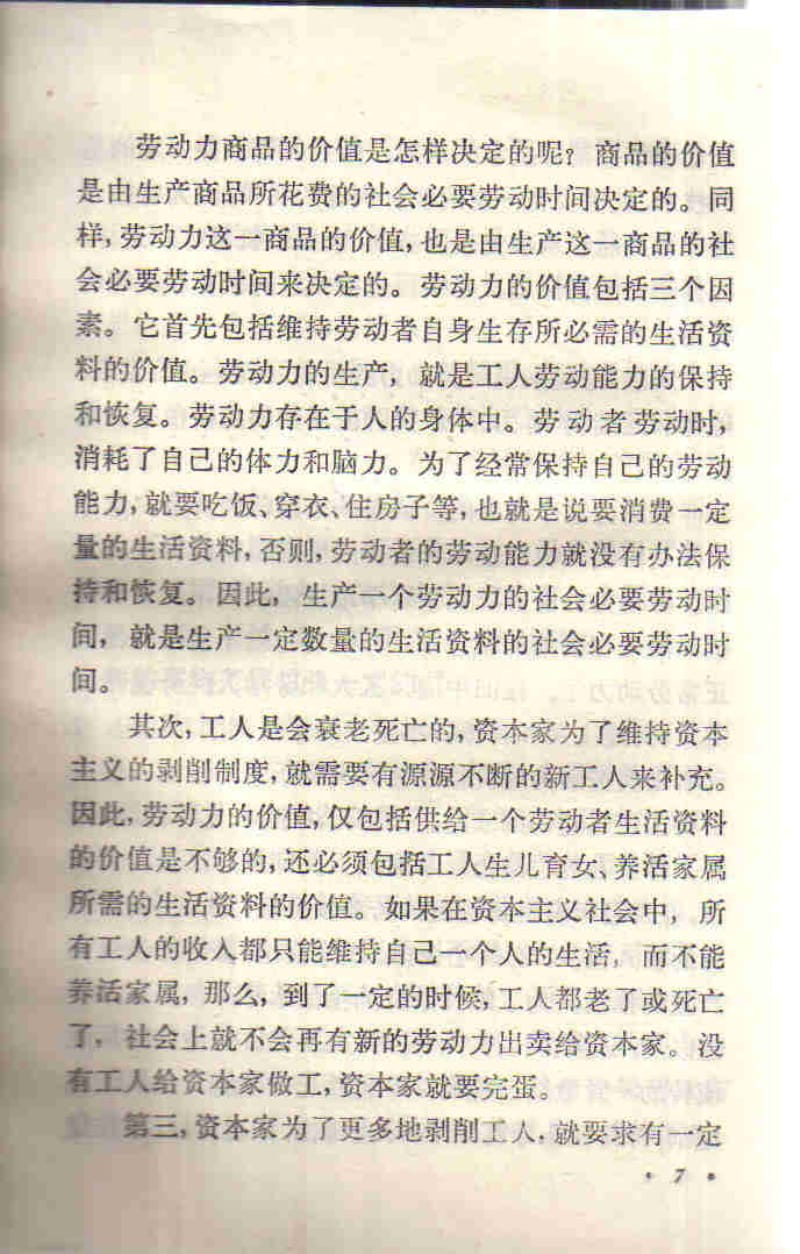 劳动力商品的价值是怎样决定的呢？商品的价值
是由生产商品所花费的社会必要劳动时间决定的。同
样，劳动力这一商品的价值，也是由生产这一商品的社
会必要劳动时间来决定的。劳动力的价值包括三个因
素。它首先包括维持劳动者自身生存所必需的生活资
料的价值。劳动力的生产，就是工人劳动能力的保持
和恢复。劳动力存在于人的身体中。劳动者劳动时，
消耗了自己的体力和脑力。为了经常保持自己的劳动
能力，就要吃饭、穿衣、住房子等，也就是说要消费一定
量的生活资料，否则，劳动者的劳动能力就没有办法保
持和恢复。因此，生产一个劳动力的社会必要劳动时
间，就是生产一定数量的生活资料的社会必要劳动时
间。
其次，工人是会衰老死亡的，资本家为了维持资本
主义的剥削制度，就需要有源源不断的新工人来补充。
因此，劳动力的价值，仅包括供给一个劳动者生活资料
的价值是不够的，还必须包括工人生儿育女、养活家属
所需的生活资料的价值。如果在资本主义社会中，所
有工人的收入都只能维持自己一个人的生活，而不能
养活家属，那么，到了一定的时候，工人都老了或死亡
了，社会上就不会再有新的劳动力出卖给资本家。没
有工人给资本家做工，资本家就要完蛋。
第三，资本家为了更多地剥削工人，就要求有一定
· 7 ·